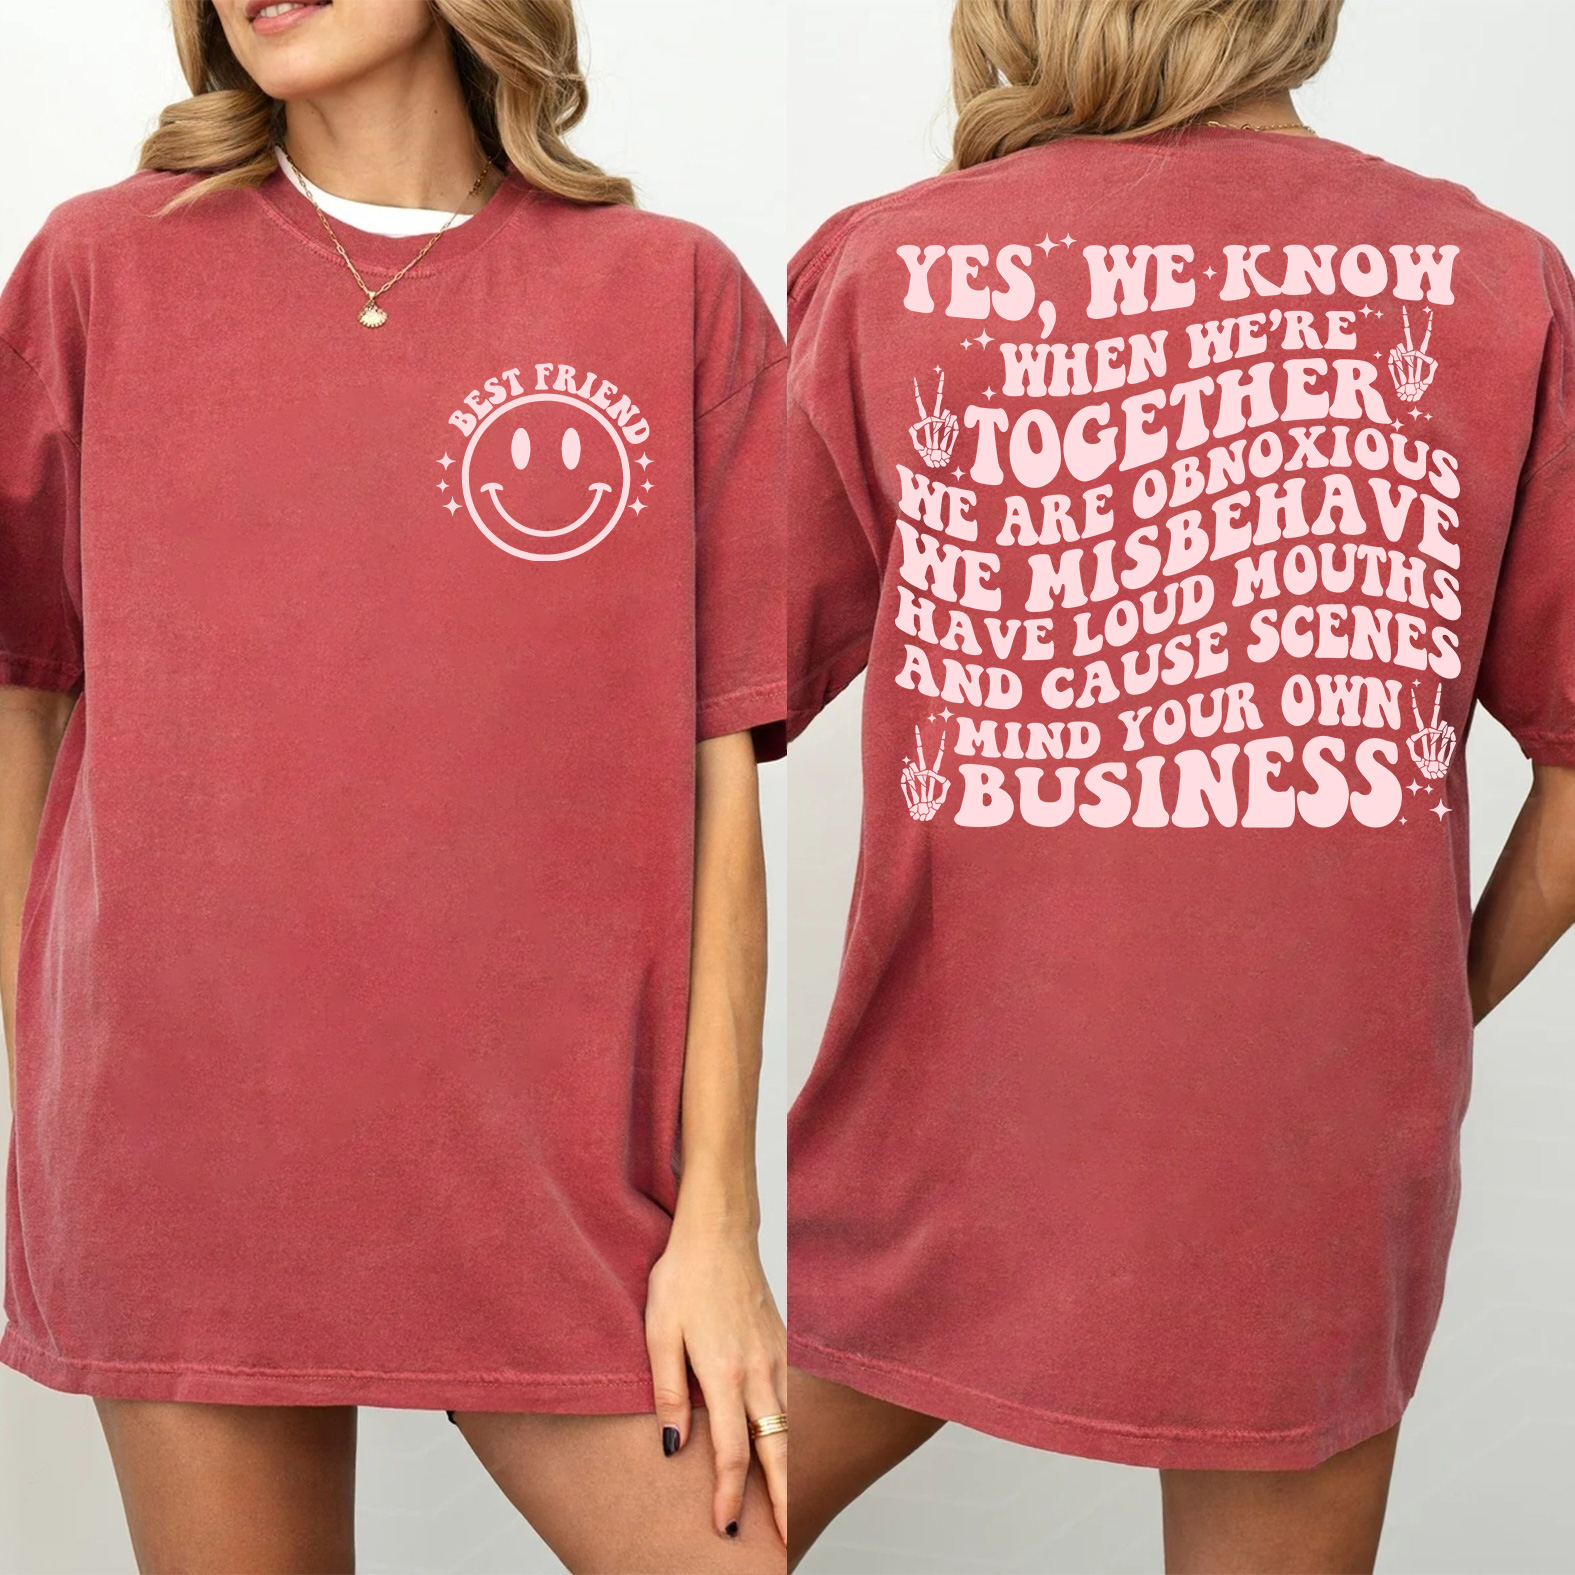 BEST FRIEND
YES, WE KNOW
WHEN WE'RE
TOGETHER
WE ARE OBNOXIOUS
WE MISBEHAVE
HAVE LOUD MOUTHS
AND CAUSE SCENES
MIND YOUR OWN
BUSINESS